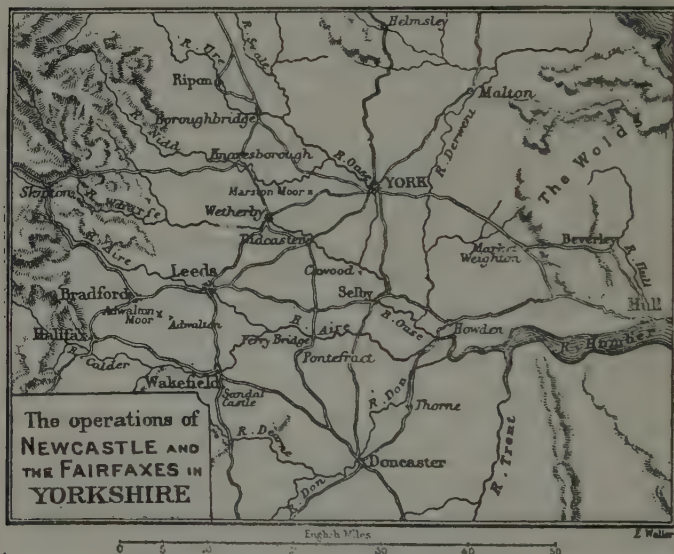 Helmsley
R. Ure
R. Swale
Ripon
Malton
Boroughbridge
R. Nidd
R. Derwent
The Wolds
Knaresborough
R. Ouse
Skipton
Marston Moor
YORK
R. Wharfe
Wetherby
Tadcaster
Market
Weighton
Beverley
R. Aire
R. Hull
Cawood
Leeds
Bradford
Selby
Hull
Adwalton
Moor
Adwalton
R. Ouse
Howden
R. Aire
Halifax
Ferry Bridge
R. Humber
R.
Calder
Pontefract
Wakefield
Sandal
Castle
R. Don
Thorne
The operations of
NEWCASTLE AND
THE FAIRFAXES IN
YORKSHIRE
R. Dearne
R. Trent
Doncaster
R. Don
English Miles
0 5 10 20 30 40 50